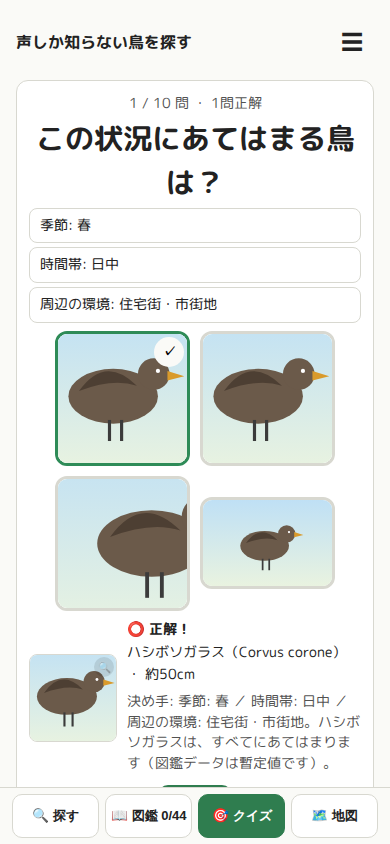 声しか知らない鳥を探す
☰
1 / 10 問 · 1問正解
この状況にあてはまる鳥
は？
季節: 春
時間帯: 日中
周辺の環境: 住宅街・市街地
✓
⭕ 正解！
ハシボソガラス（Corvus corone）
· 約50cm
決め手: 季節: 春 ／ 時間帯: 日中 ／
周辺の環境: 住宅街・市街地。ハシボ
ソガラスは、すべてにあてはまりま
す（図鑑データは暫定値です）。
🔍 探す
📖 図鑑 0/44
🎯 クイズ
🗺️ 地図